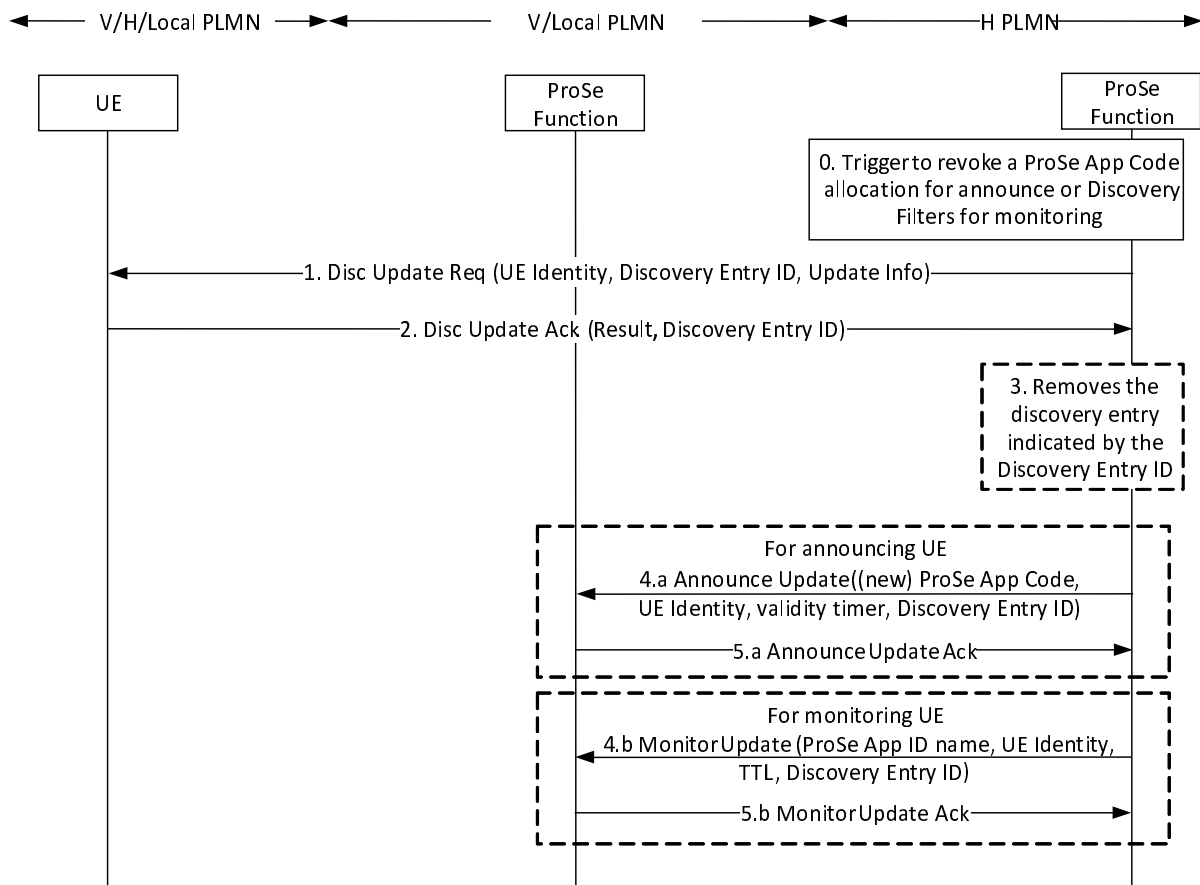 V/H/Local PLMN
V/Local PLMN
H PLMN
UE
ProSe
Function
ProSe
Function
0. Trigger to revoke a ProSe App Code
allocation for announce or Discovery
Filters for monitoring
1. Disc Update Req (UE Identity, Discovery Entry ID, Update Info)
2. Disc Update Ack (Result, Discovery Entry ID)
3. Removes the
discovery entry
indicated by the
Discovery Entry ID
For announcing UE
4.a Announce Update((new) ProSe App Code,
UE Identity, validity timer, Discovery Entry ID)
5.a Announce Update Ack
For monitoring UE
4.b Monitor Update (ProSe App ID name, UE Identity,
TTL, Discovery Entry ID)
5.b Monitor Update Ack